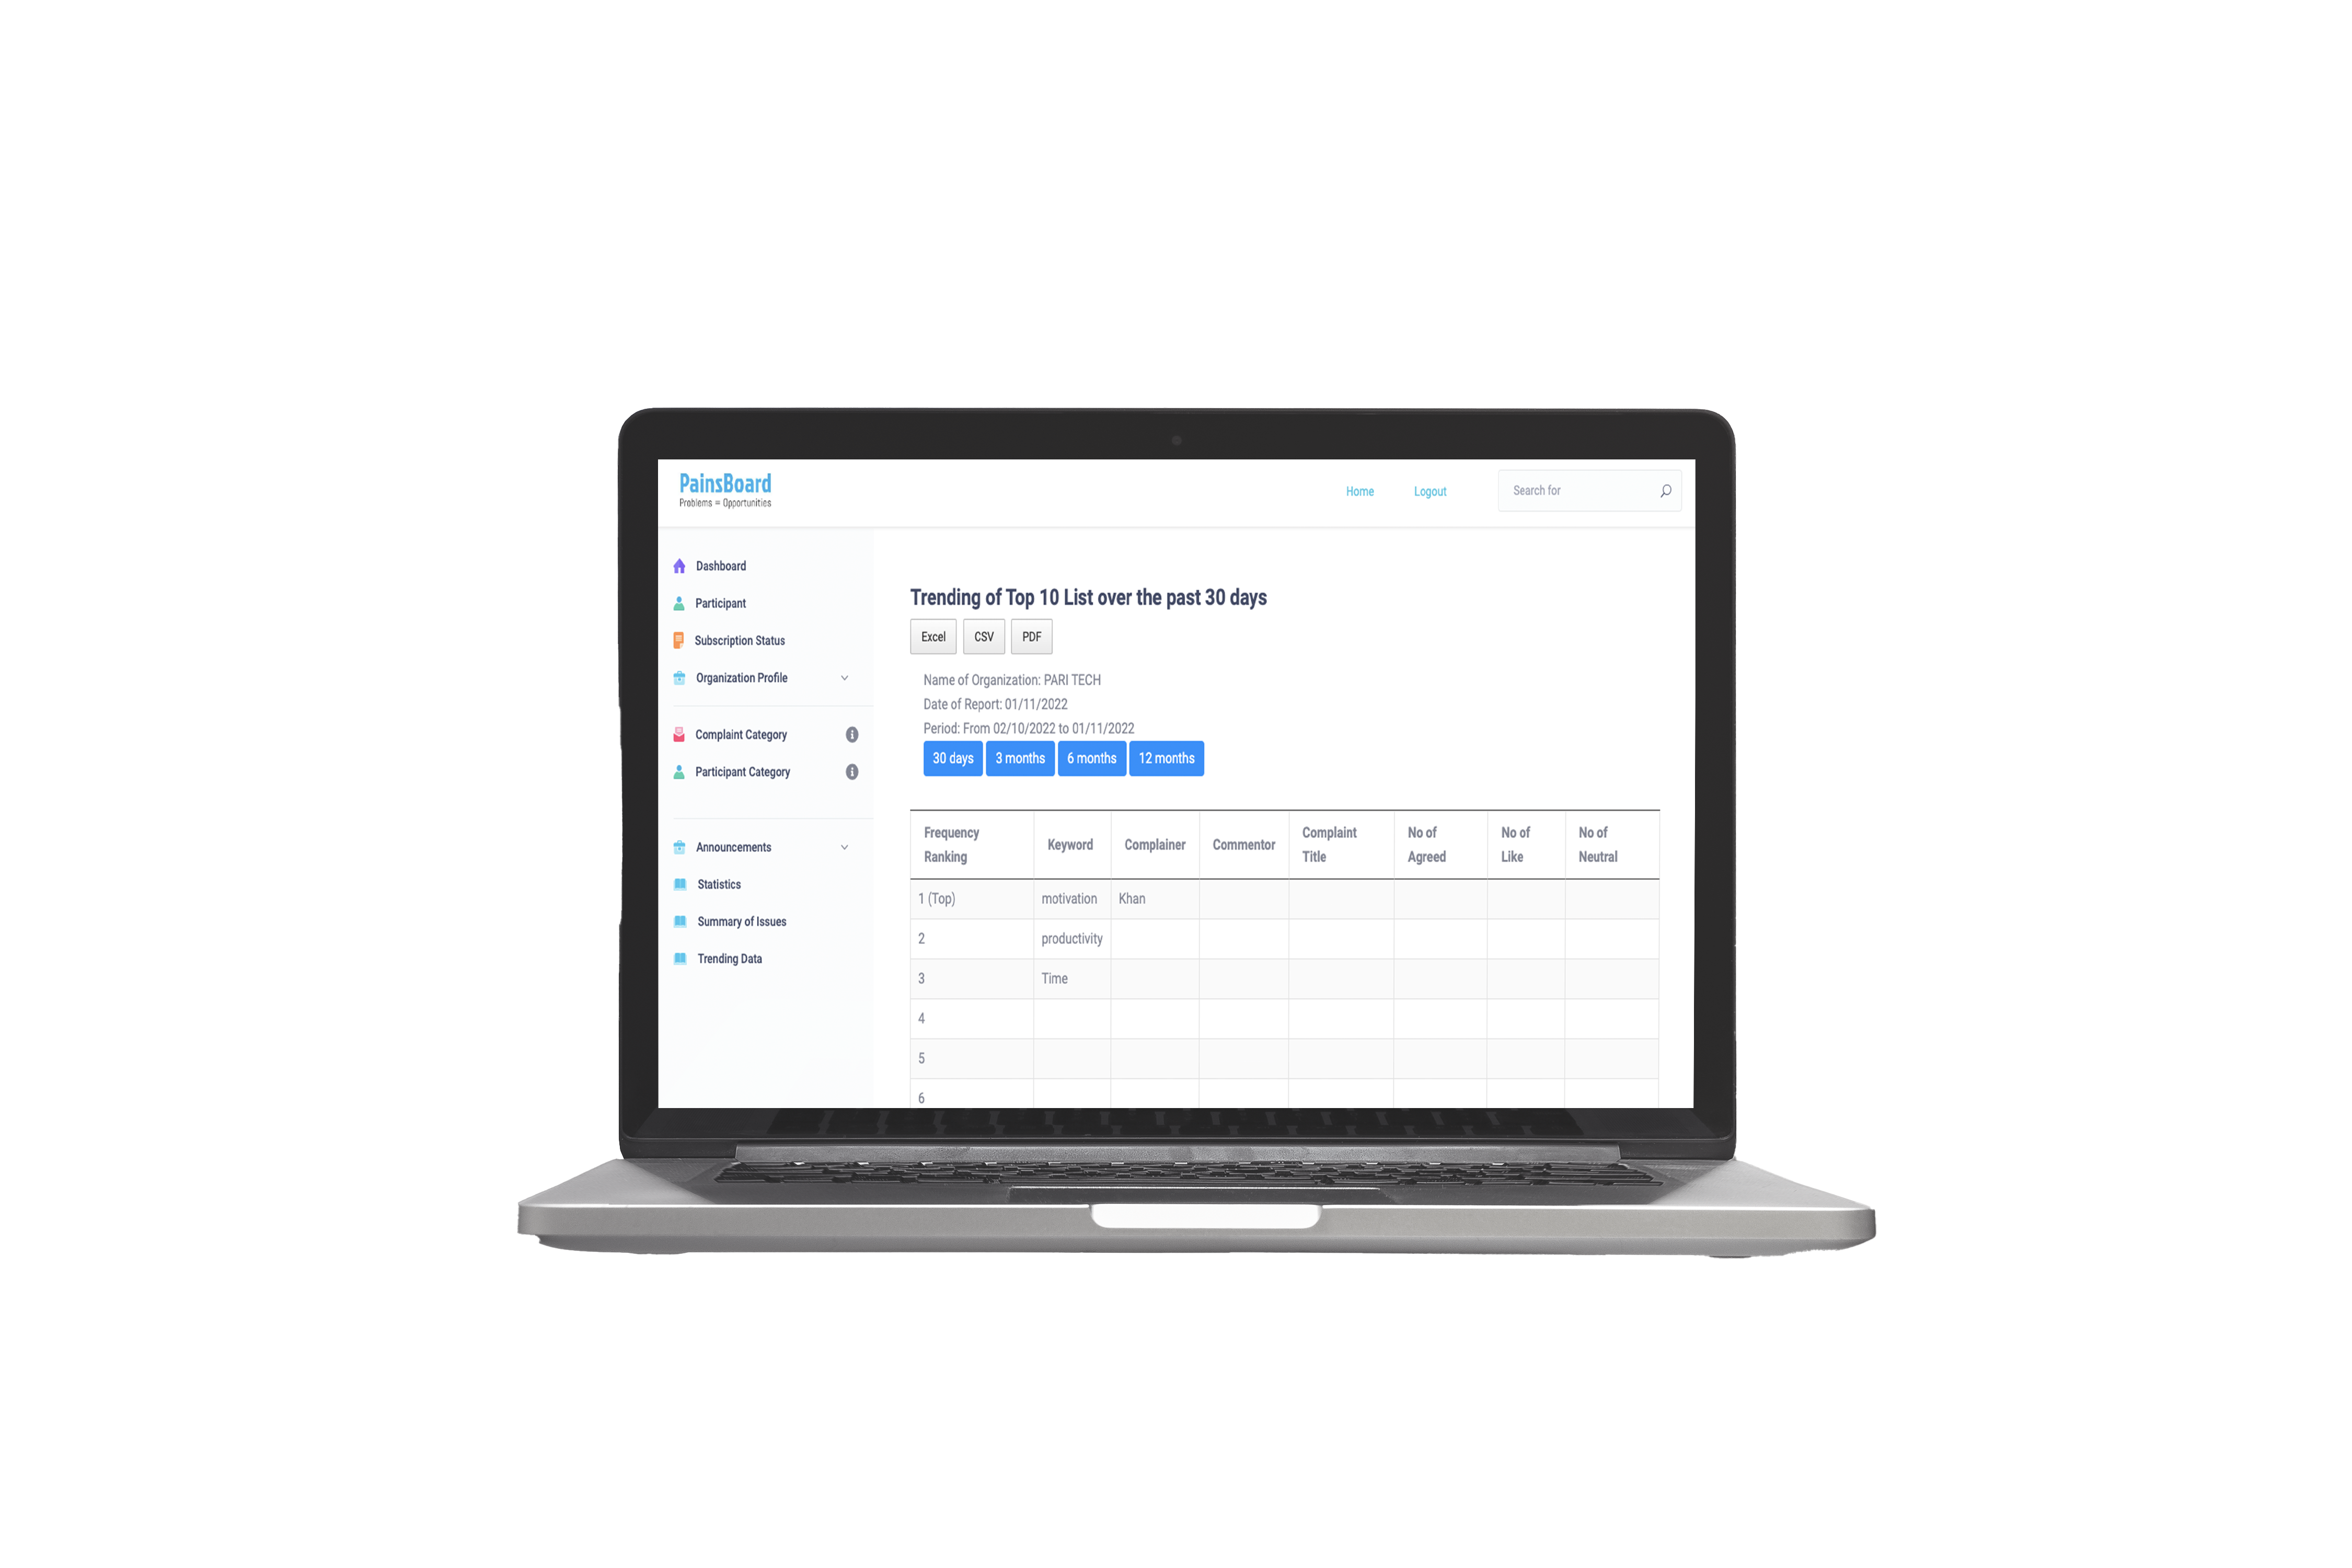 PainsBoard
Problems = Opportunities
Home
Logout
Search for
Dashboard
Participant
Subscription Status
Organization Profile
Complaint Category
Participant Category
Announcements
Statistics
Summary of Issues
Trending Data
Trending of Top 10 List over the past 30 days
Excel CSV PDF
Name of Organization: PARI TECH
Date of Report: 01/11/2022
Period: From 02/10/2022 to 01/11/2022
30 days 3 months 6 months 12 months
Frequency Ranking Keyword Complainer Commentor Complaint Title No of Agreed No of Like No of Neutral
1 (Top) motivation Khan
2 productivity
3 Time
4
5
6